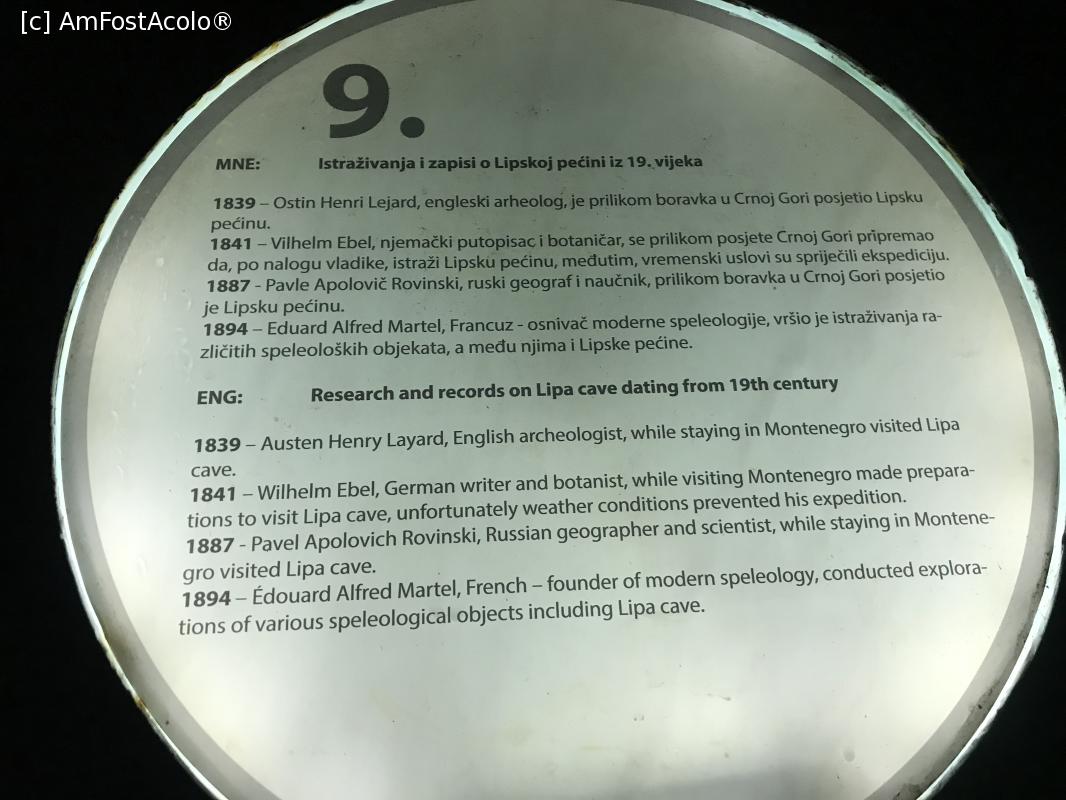 [c] AmFostAcolo®
9.
MNE: Istraživanja i zapisi o Lipskoj pećini iz 19. vijeka
1839 – Ostin Henri Lejard, engleski arheolog, je prilikom boravka u Crnoj Gori posjetio Lipsku
pećinu.
1841 – Vilhelm Ebel, njemački putopisac i botaničar, se prilikom posjete Crnoj Gori pripremao
da, po nalogu vladike, istraži Lipsku pećinu, međutim, vremenski uslovi su spriječili ekspediciju.
1887 - Pavle Apolovič Rovinski, ruski geograf i naučnik, prilikom boravka u Crnoj Gori posjetio
je Lipsku pećinu.
1894 – Eduard Alfred Martel, Francuz - osnivač moderne speleologije, vršio je istraživanja ra-
zličitih speleoloških objekata, a među njima i Lipske pećine.
ENG: Research and records on Lipa cave dating from 19th century
1839 – Austen Henry Layard, English archeologist, while staying in Montenegro visited Lipa
cave.
1841 – Wilhelm Ebel, German writer and botanist, while visiting Montenegro made prepara-
tions to visit Lipa cave, unfortunately weather conditions prevented his expedition.
1887 - Pavel Apolovich Rovinski, Russian geographer and scientist, while staying in Montene-
gro visited Lipa cave.
1894 – Édouard Alfred Martel, French – founder of modern speleology, conducted explora-
tions of various speleological objects including Lipa cave.